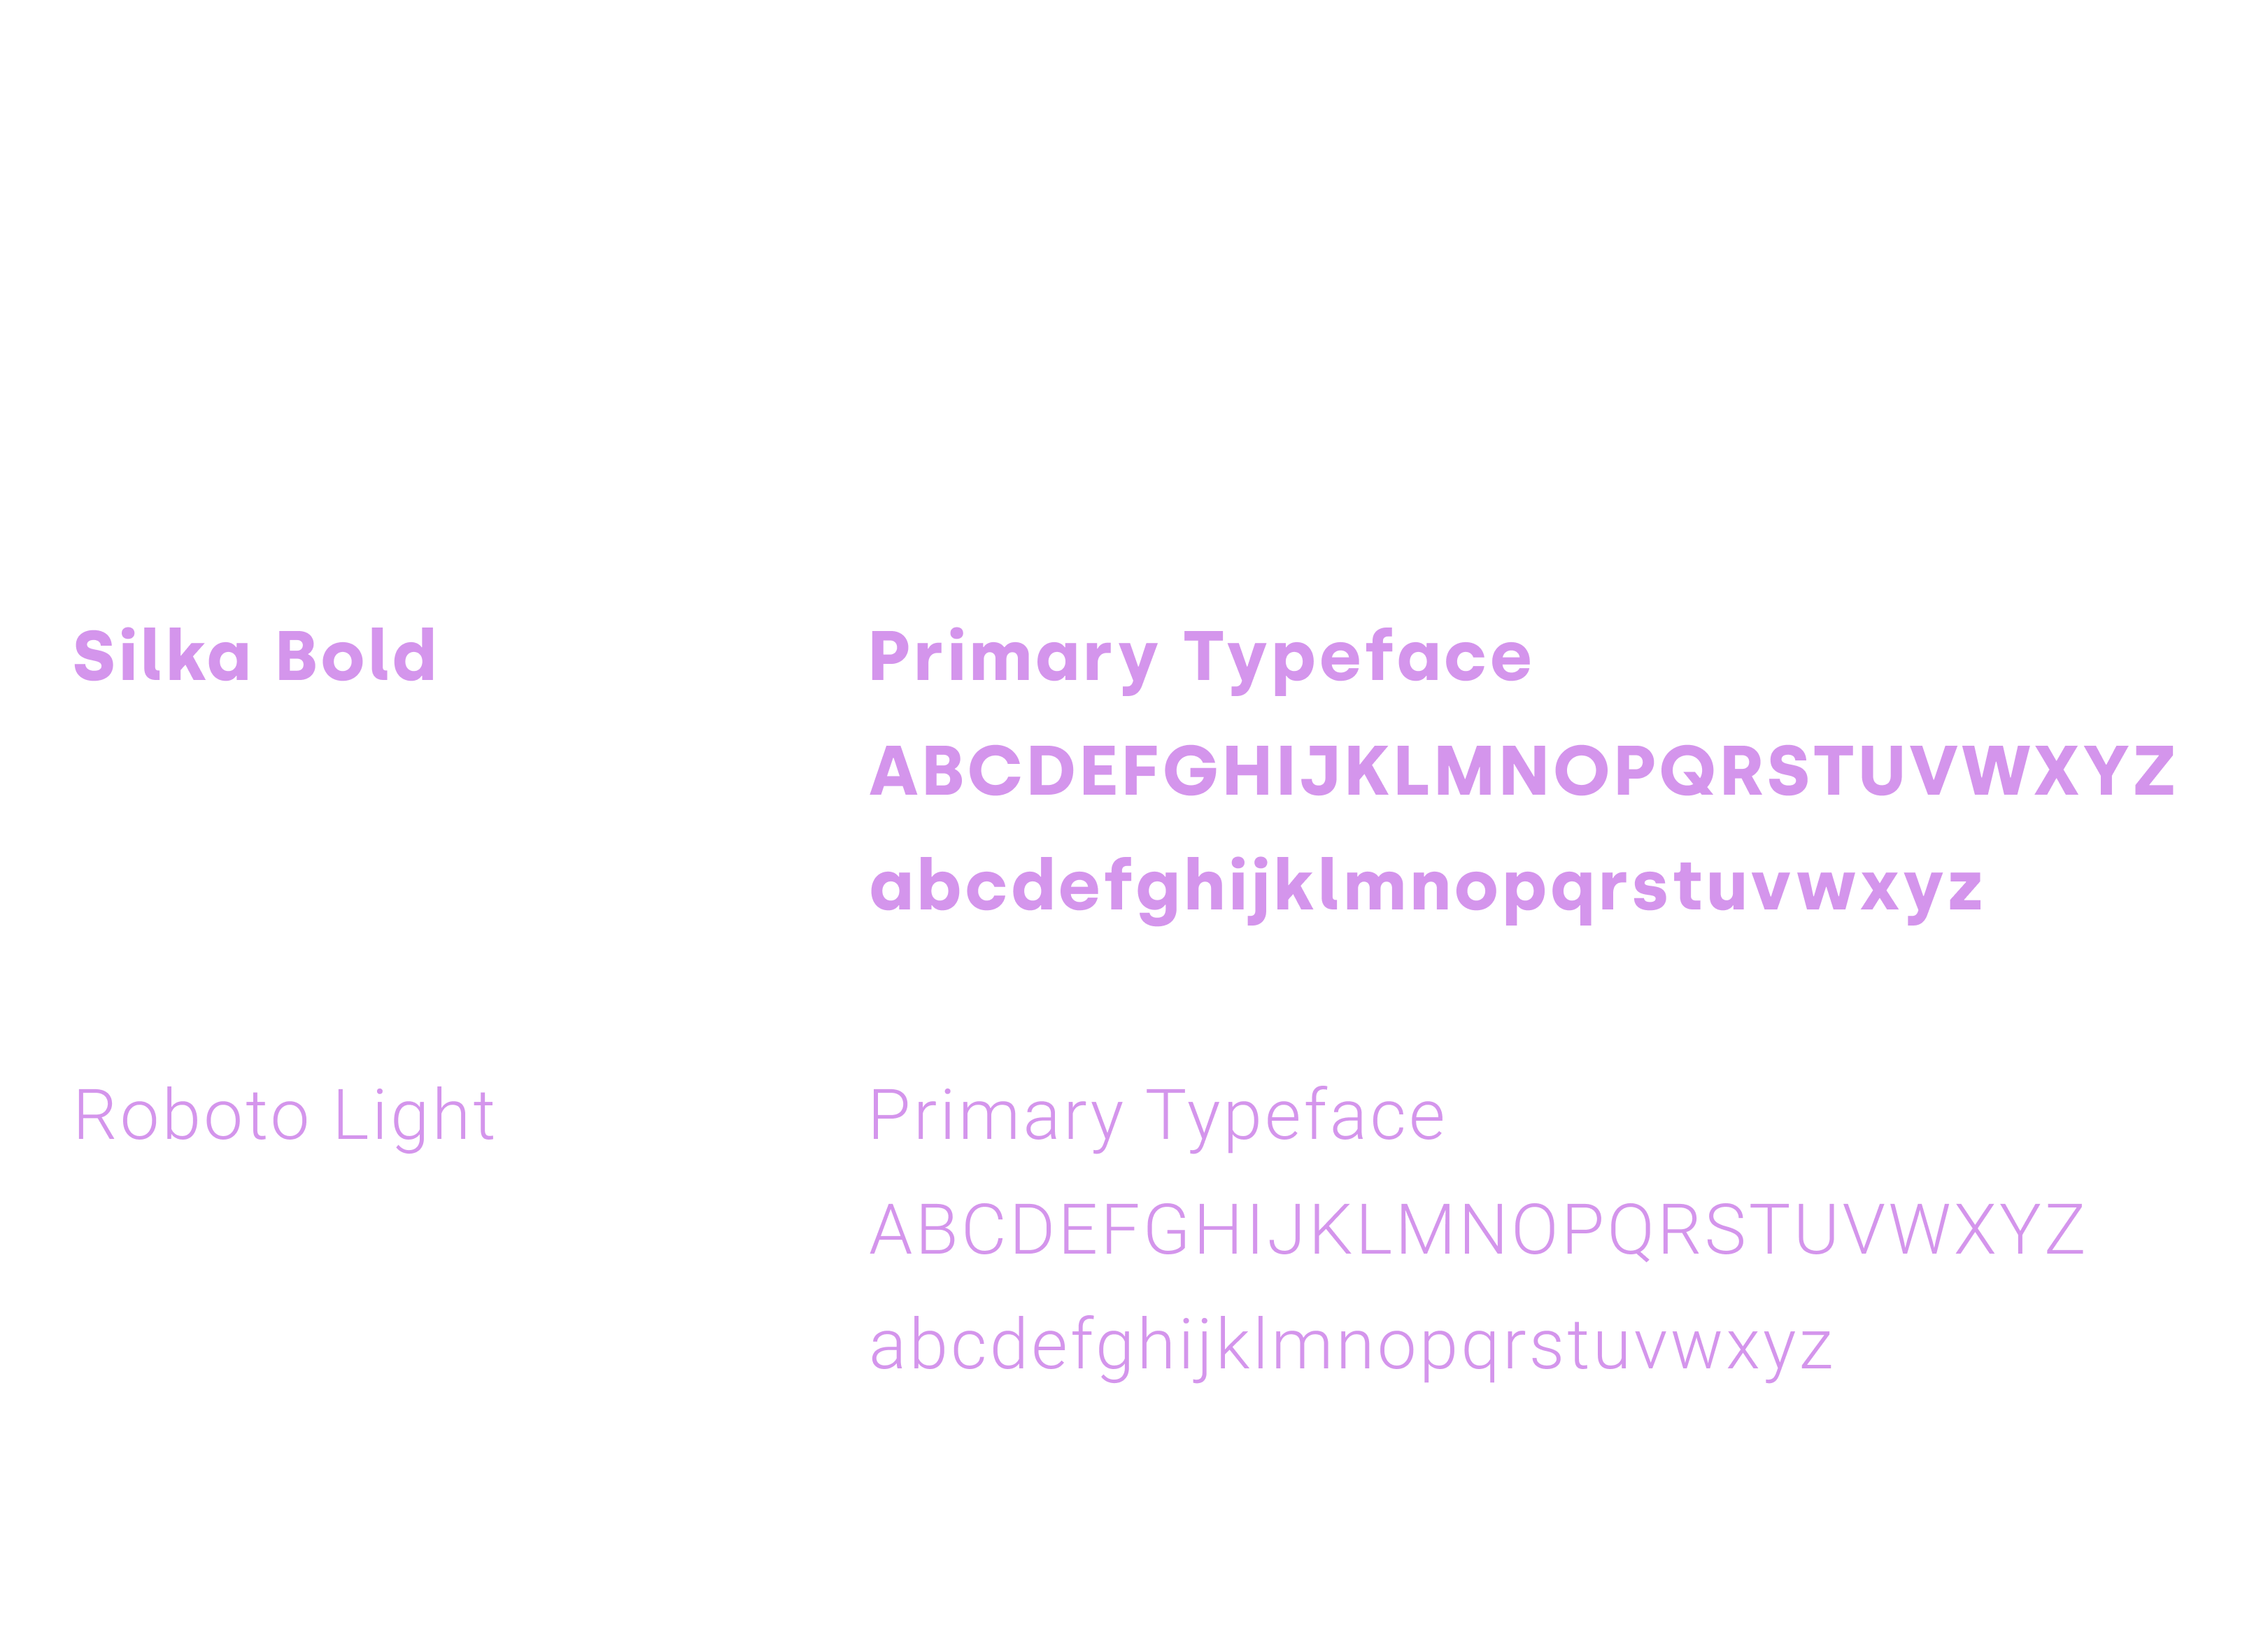 Silka Bold
Primary Typeface
ABCDEFGHIJKLMNOPQRSTUVWXYZ
abcdefghijklmnopqrstuvwxyz
Roboto Light
Primary Typeface
ABCDEFGHIJKLMNOPQRSTUVWXYZ
abcdefghijklmnopqrstuvwxyz